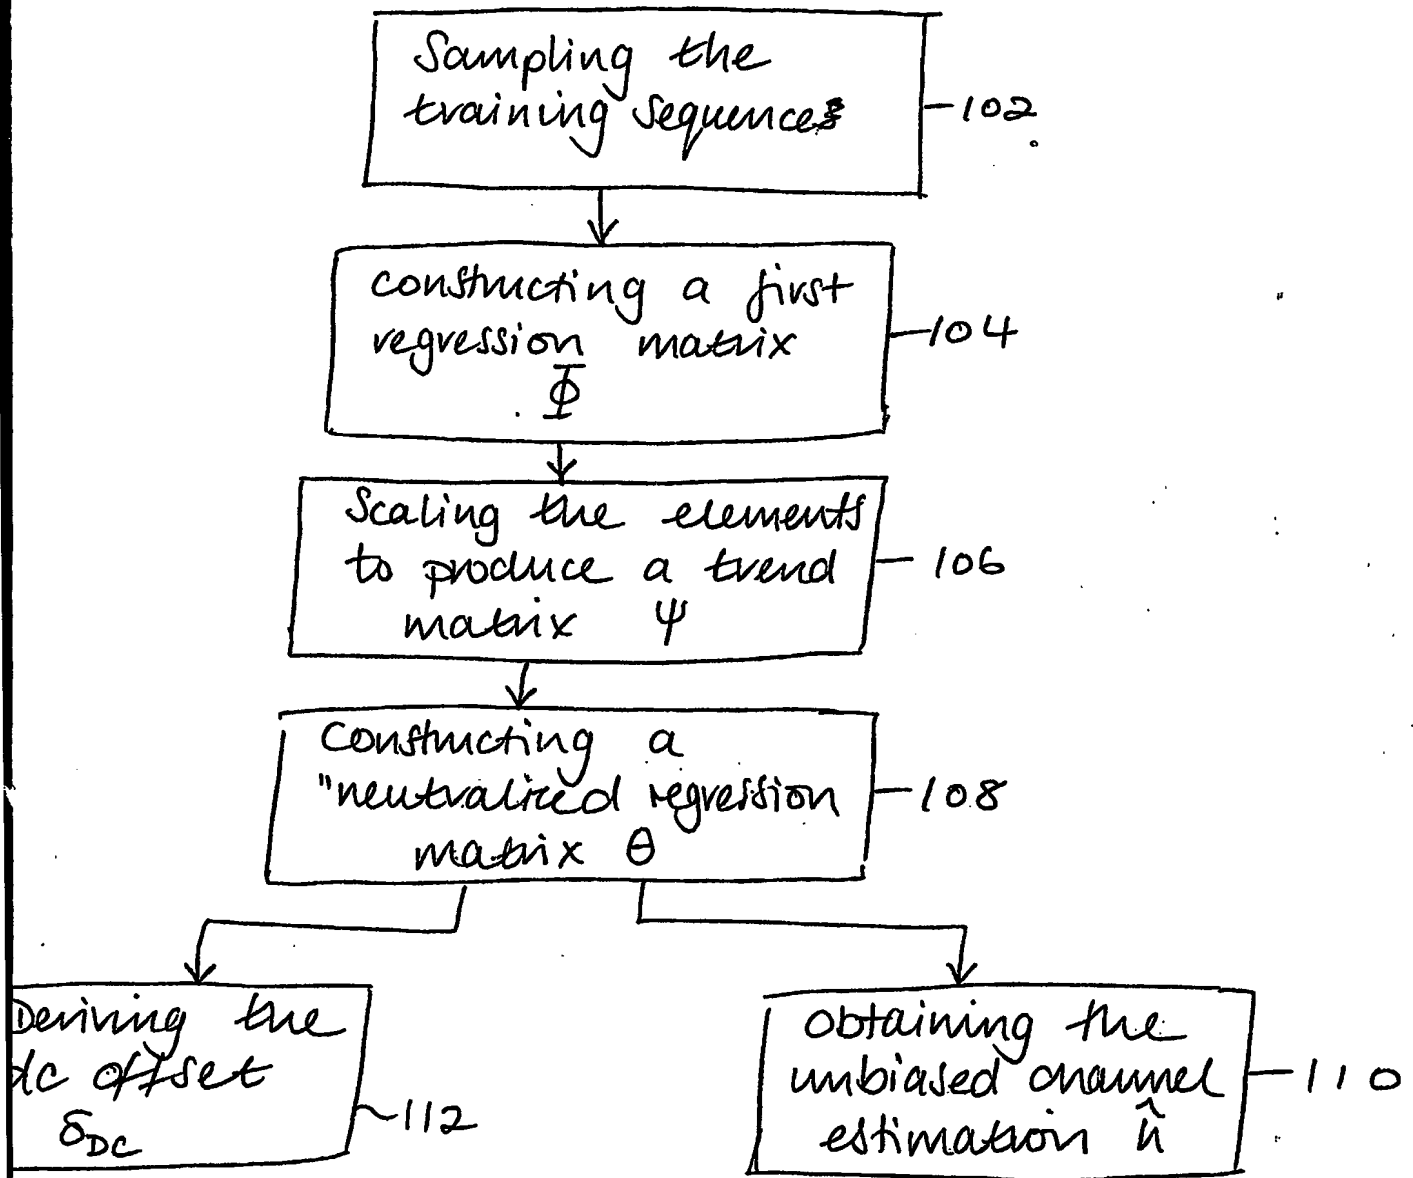 Sampling the
training sequences
102
constructing a first
regression matrix
Φ
104
Scaling the elements
to produce a trend
matrix ψ
106
Constructing a
"neutralized regression
matrix θ
108
Deriving the
dc offset
δDC
112
obtaining the
unbiased channel
estimation ĥ
110